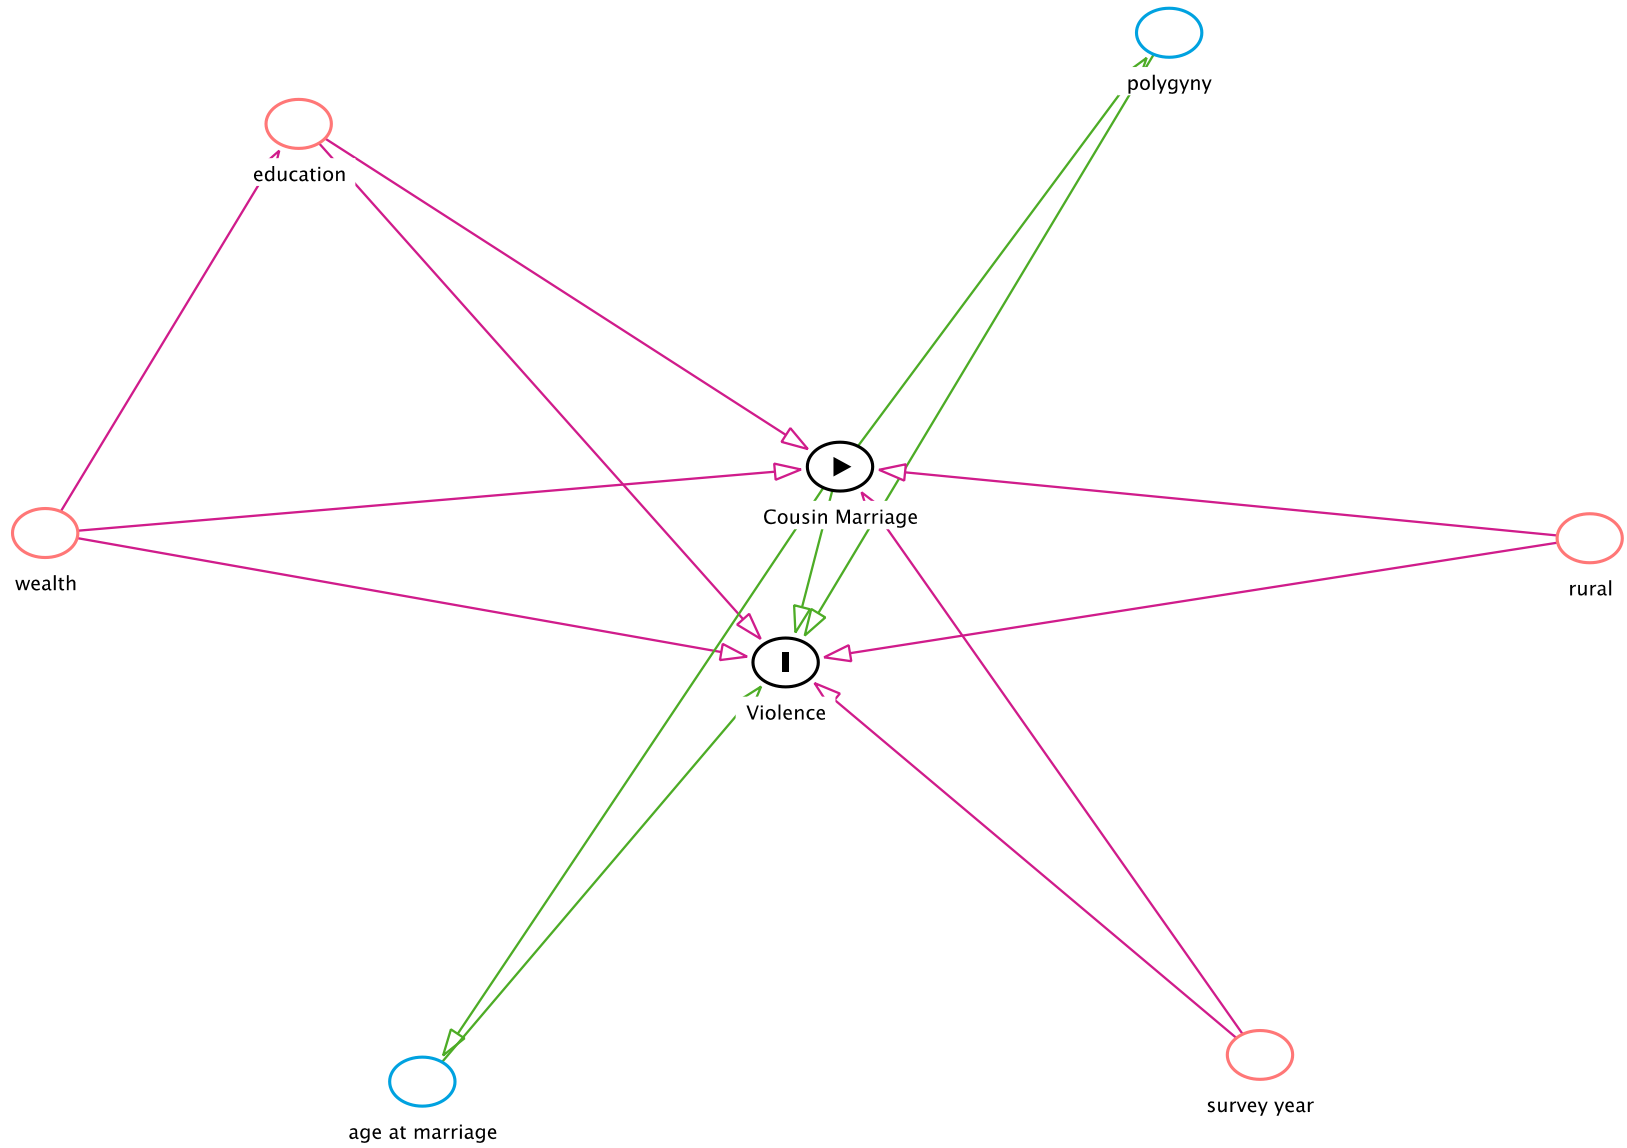 polygyny
education
Cousin Marriage
wealth
rural
Violence
survey year
age at marriage